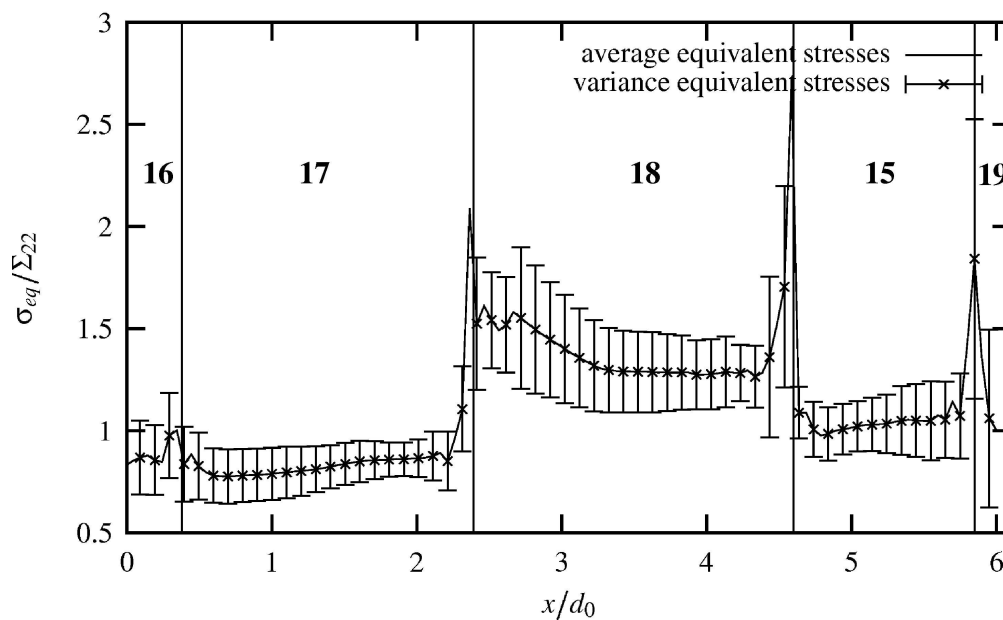 3
average equivalent stresses
variance equivalent stresses
2.5
16 17 18 15 19
2
σeq/Σ22
1.5
1
0.5
0 1 2 3 4 5 6
x/d0